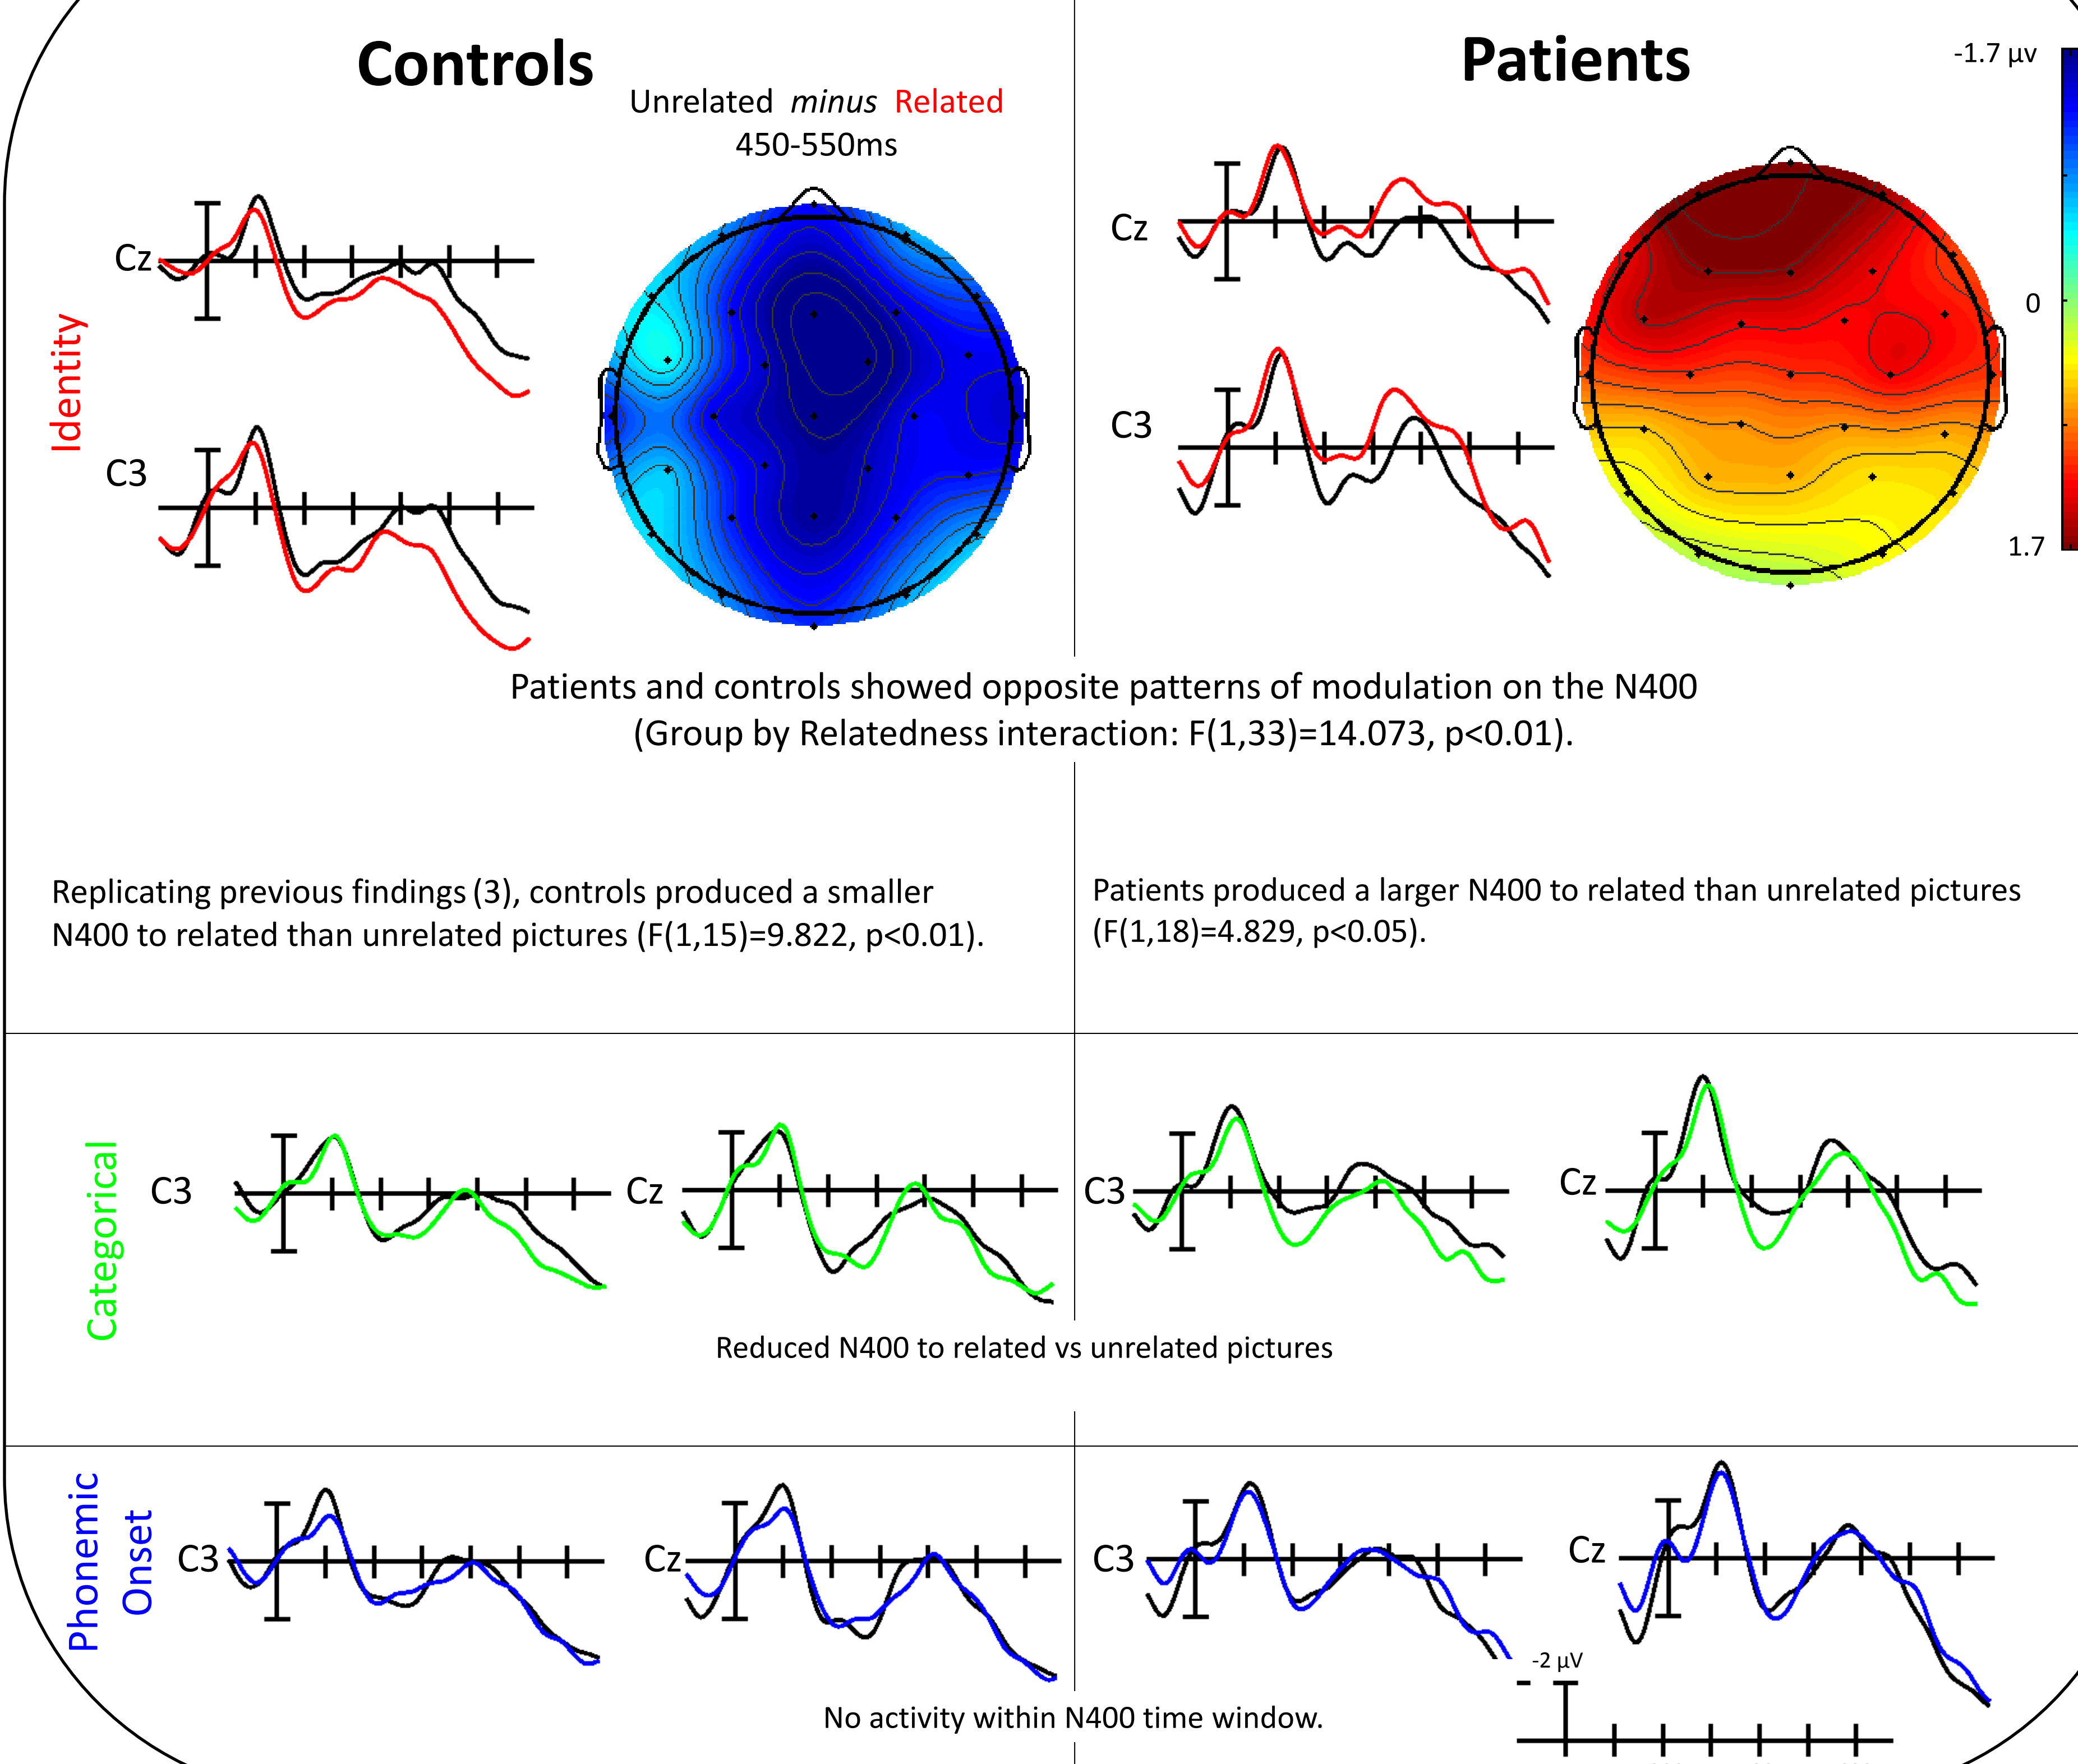 Controls
Patients
Unrelated minus Related
450-550ms
-1.7 µv
0
1.7
Identity
Cz
C3
Cz
C3
Patients and controls showed opposite patterns of modulation on the N400
(Group by Relatedness interaction: F(1,33)=14.073, p<0.01).
Replicating previous findings (3), controls produced a smaller
N400 to related than unrelated pictures (F(1,15)=9.822, p<0.01).
Patients produced a larger N400 to related than unrelated pictures
(F(1,18)=4.829, p<0.05).
Categorical
C3
Cz
C3
Cz
Reduced N400 to related vs unrelated pictures
Phonemic
Onset
C3
Cz
C3
Cz
-2 µV
No activity within N400 time window.